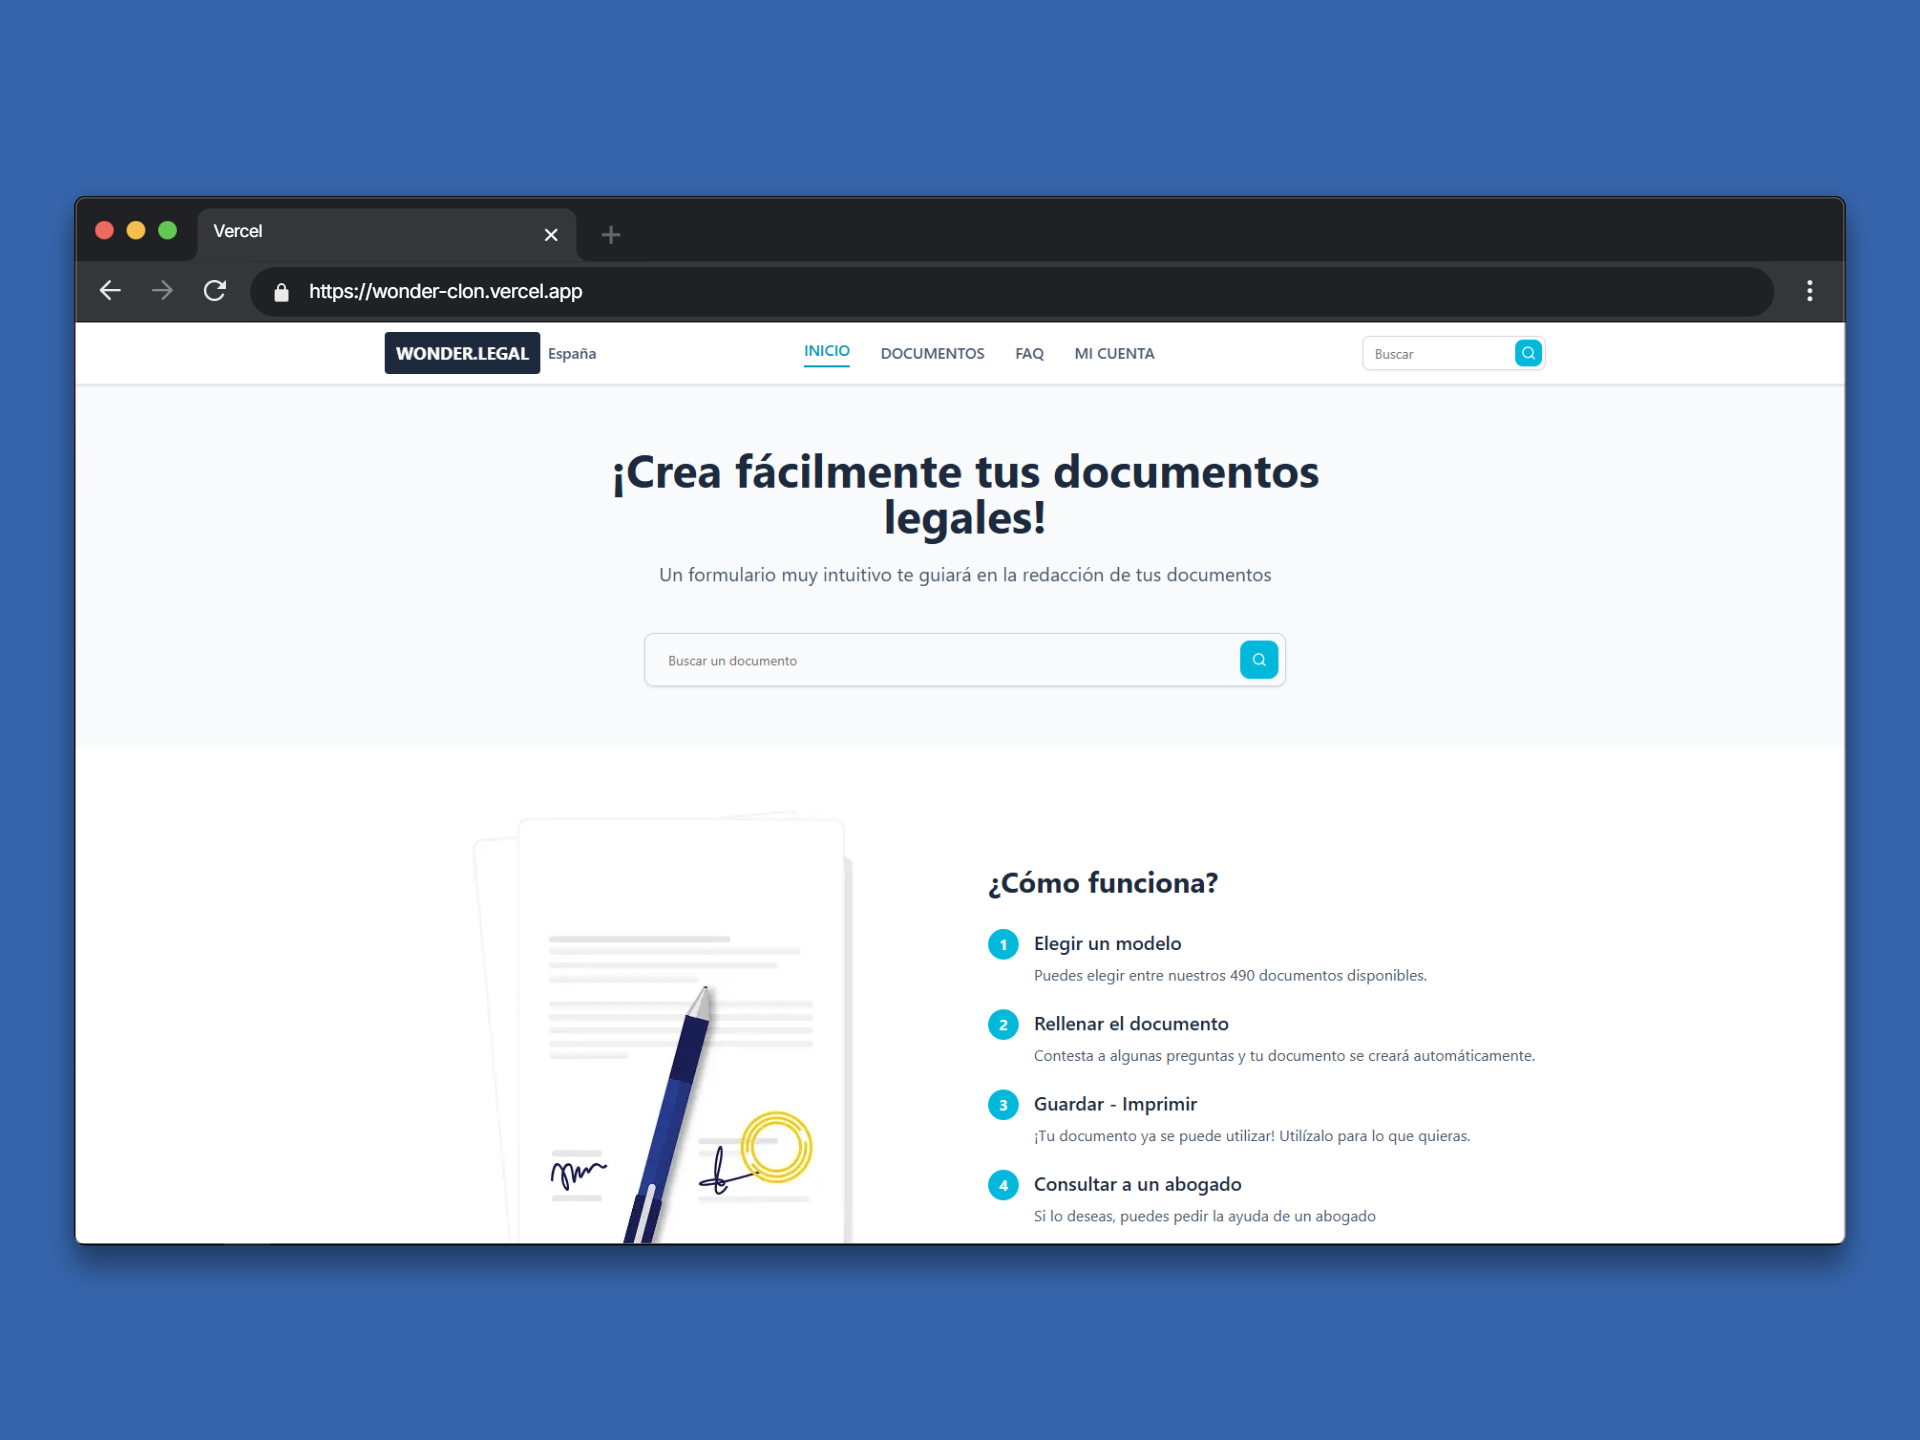 Vercel
https://wonder-clon.vercel.app
WONDER.LEGAL España INICIO DOCUMENTOS FAQ MI CUENTA Buscar
¡Crea fácilmente tus documentos
legales!
Un formulario muy intuitivo te guiará en la redacción de tus documentos
Buscar un documento
¿Cómo funciona?
1 Elegir un modelo
Puedes elegir entre nuestros 490 documentos disponibles.
2 Rellenar el documento
Contesta a algunas preguntas y tu documento se creará automáticamente.
3 Guardar - Imprimir
¡Tu documento ya se puede utilizar! Utilízalo para lo que quieras.
4 Consultar a un abogado
Si lo deseas, puedes pedir la ayuda de un abogado